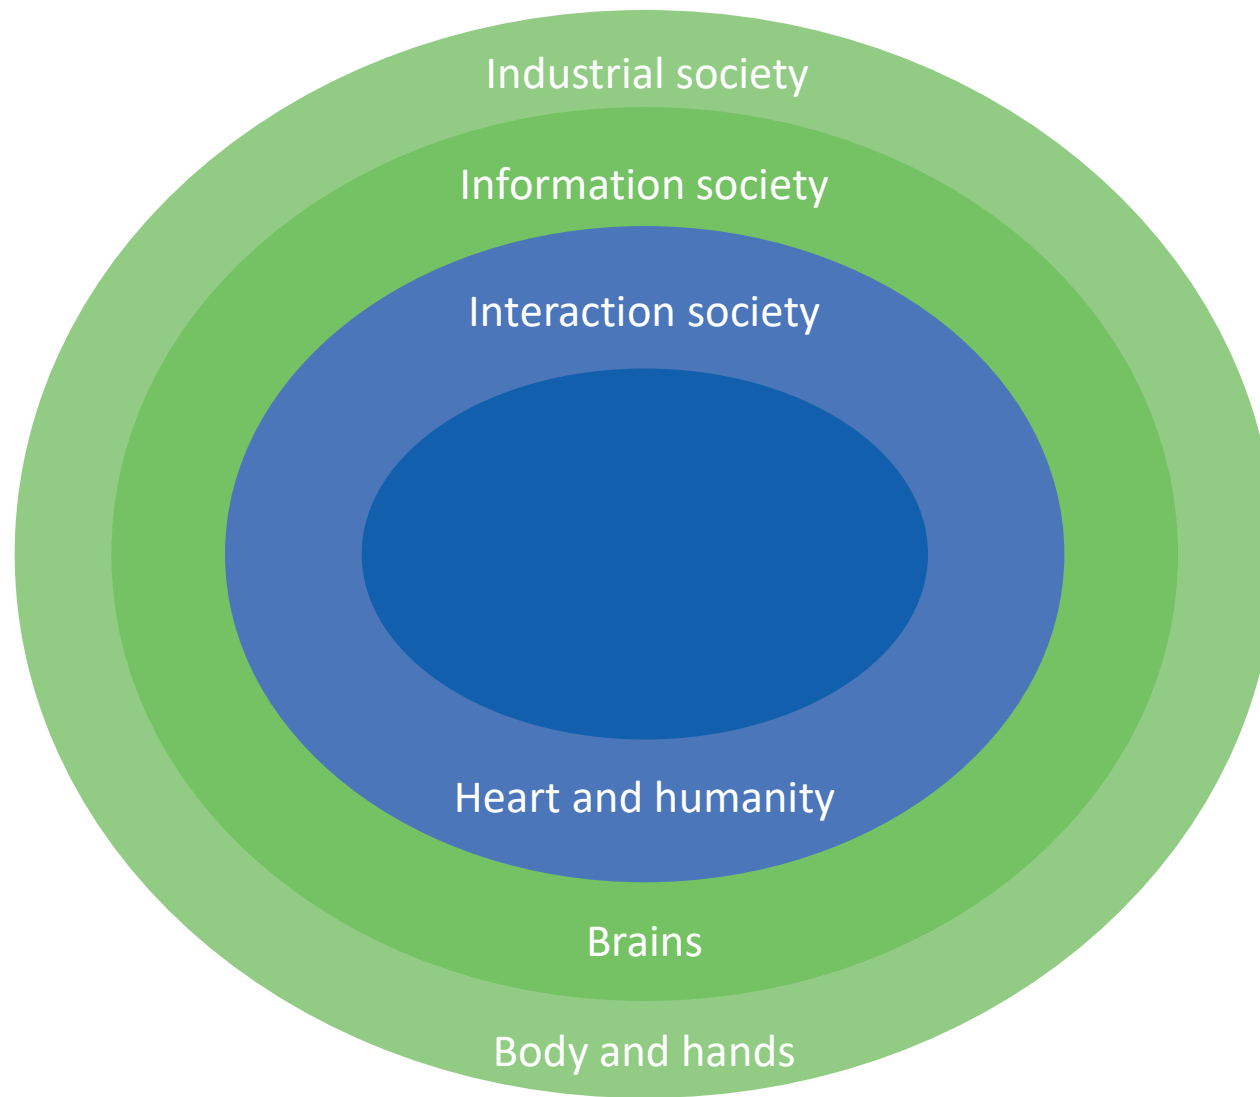 Industrial society
Information society
Interaction society
Heart and humanity
Brains
Body and hands